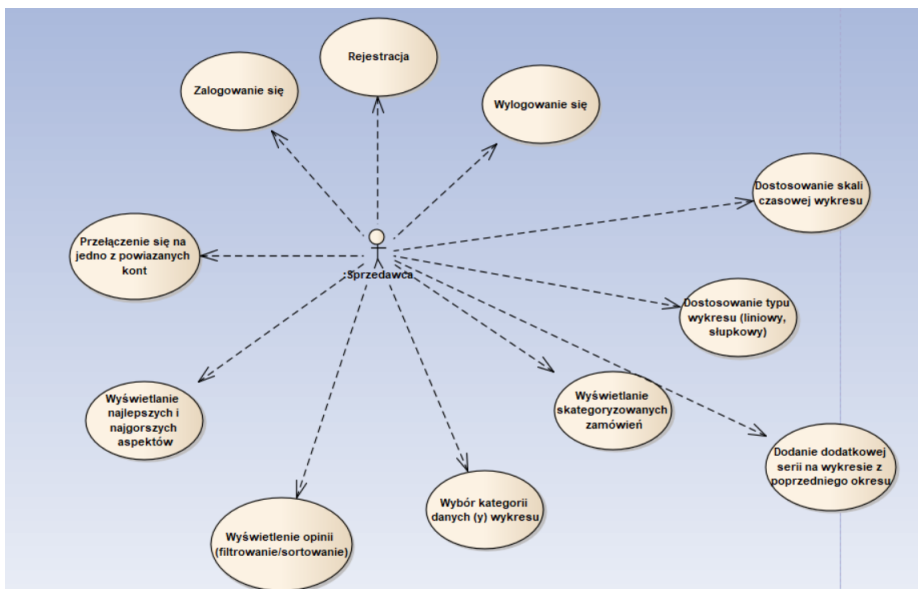 Rejestracja
Zalogowanie się
Wylogowanie się
Dostosowanie skali
czasowej wykresu
Przełączenie się na
jedno z powiazanych
kont
:Sprzedawca
Dostosowanie typu
wykresu (liniowy,
słupkowy)
Wyświetlanie
najlepszych i
najgorszych
aspektów
Wyświetlanie
skategoryzowanych
zamówień
Dodanie dodatkowej
serii na wykresie z
poprzedniego okresu
Wybór kategorii
danych (y) wykresu
Wyświetlenie opinii
(filtrowanie/sortowanie)